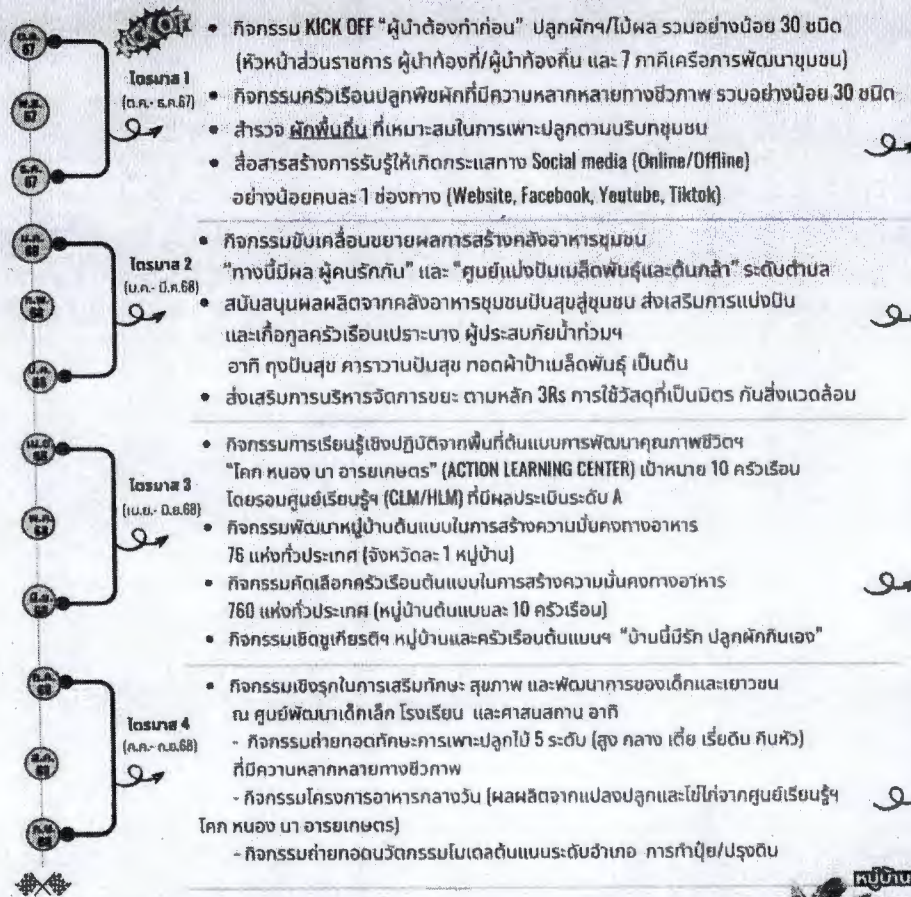 KICK OFF
ต.ค. 67
พ.ย. 67
ธ.ค. 67
ไตรมาส 1
(ต.ค.- ธ.ค.67)
• กิจกรรม KICK OFF “ผู้นำต้องทำก่อน” ปลูกผักฯ/ไม้ผล รวมอย่างน้อย 30 ชนิด
(หัวหน้าส่วนราชการ ผู้นำท้องที่/ผู้นำท้องถิ่น และ 7 ภาคีเครือการพัฒนาชุมชน)
• กิจกรรมครัวเรือนปลูกพืชผักที่มีความหลากหลายทางชีวภาพ รวมอย่างน้อย 30 ชนิด
• สำรวจ ผักพื้นถิ่น ที่เหมาะสมในการเพาะปลูกตามบริบทชุมชน
• สื่อสารสร้างการรับรู้ให้เกิดกระแสทาง Social media (Online/Offline)
อย่างน้อยคนละ 1 ช่องทาง (Website, Facebook, Youtube, Tiktok)
ม.ค. 68
ก.พ. 68
มี.ค. 68
ไตรมาส 2
(ม.ค.- มี.ค.68)
• กิจกรรมขับเคลื่อนขยายผลการสร้างคลังอาหารชุมชน
“ทางนี้มีผล ผู้คนรักกัน” และ “ศูนย์แบ่งปันเมล็ดพันธุ์และต้นกล้า” ระดับตำบล
• สนับสนุนผลผลิตจากคลังอาหารชุมชนปันสุขสู่ชุมชน ส่งเสริมการแบ่งปัน
และเกื้อกูลครัวเรือนเปราะบาง ผู้ประสบภัยน้ำท่วมฯ
อาทิ ถุงปันสุข คาราวานปันสุข ทอดผ้าป่าเมล็ดพันธุ์ เป็นต้น
• ส่งเสริมการบริหารจัดการขยะ ตามหลัก 3Rs การใช้วัสดุที่เป็นมิตร กับสิ่งแวดล้อม
เม.ย. 68
พ.ค. 68
มิ.ย. 68
ไตรมาส 3
(เม.ย.- มิ.ย.68)
• กิจกรรมการเรียนรู้เชิงปฏิบัติจากพื้นที่ต้นแบบการพัฒนาคุณภาพชีวิตฯ
“โคก หนอง นา อารยเกษตร” (ACTION LEARNING CENTER) เป้าหมาย 10 ครัวเรือน
โดยรอบศูนย์เรียนรู้ฯ (CLM/HLM) ที่มีผลประเมินระดับ A
• กิจกรรมพัฒนาหมู่บ้านต้นแบบในการสร้างความมั่นคงทางอาหาร
76 แห่งทั่วประเทศ (จังหวัดละ 1 หมู่บ้าน)
• กิจกรรมคัดเลือกครัวเรือนต้นแบบในการสร้างความมั่นคงทางอาหาร
760 แห่งทั่วประเทศ (หมู่บ้านต้นแบบละ 10 ครัวเรือน)
• กิจกรรมเชิดชูเกียรติฯ หมู่บ้านและครัวเรือนต้นแบบฯ “บ้านนี้มีรัก ปลูกผักกินเอง”
ก.ค. 68
ส.ค. 68
ก.ย. 68
ไตรมาส 4
(ก.ค.- ก.ย.68)
• กิจกรรมเชิงรุกในการเสริมทักษะ สุขภาพ และพัฒนาการของเด็กและเยาวชน
ณ ศูนย์พัฒนาเด็กเล็ก โรงเรียน และศาสนสถาน อาทิ
- กิจกรรมถ่ายทอดทักษะการเพาะปลูกไม้ 5 ระดับ (สูง กลาง เตี้ย เรี่ยดิน กินหัว)
ที่มีความหลากหลายทางชีวภาพ
- กิจกรรมโครงการอาหารกลางวัน (ผลผลิตจากแปลงปลูกและไข่ไก่จากศูนย์เรียนรู้ฯ
โคก หนอง นา อารยเกษตร)
- กิจกรรมถ่ายทอดนวัตกรรมโมเดลต้นแบบระดับอำเภอ การทำปุ๋ย/ปรุงดิน
หมู่บ้าน